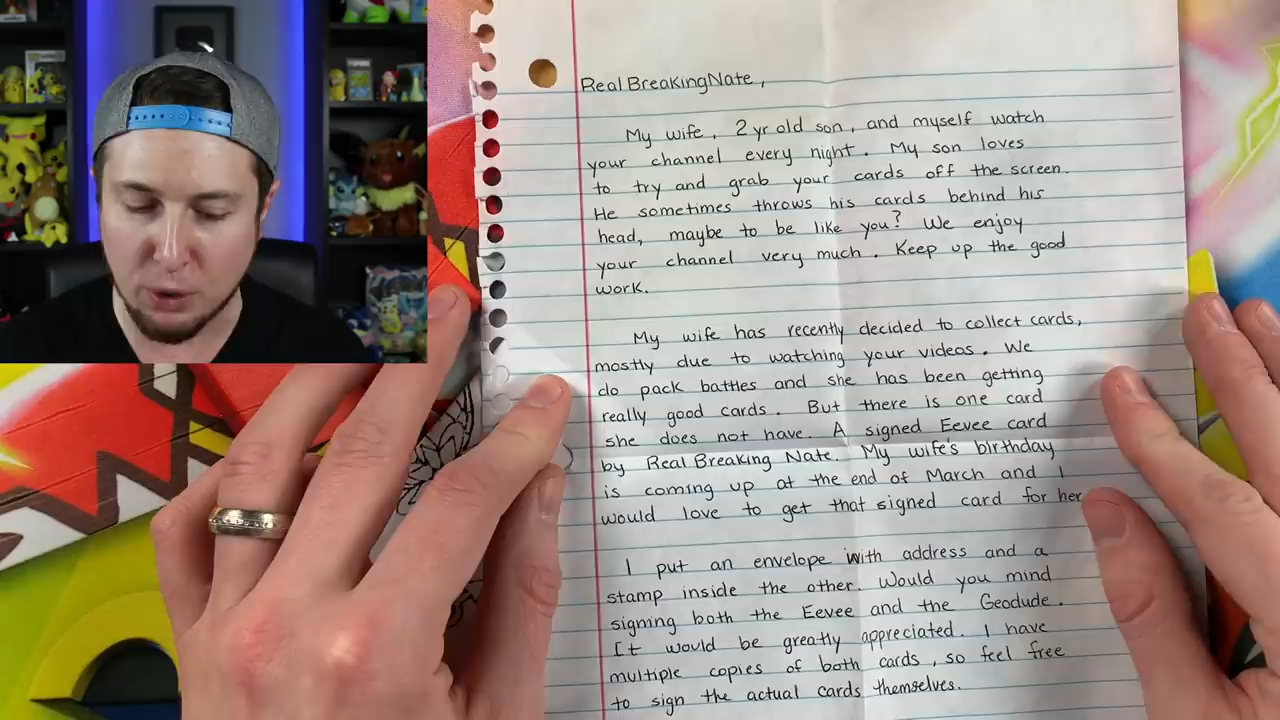 RealBreakingNate,
My wife, 2 yr old son, and myself watch
your channel every night. My son loves
to try and grab your cards off the screen.
He sometimes throws his cards behind his
head, maybe to be like you? We enjoy
your channel very much. Keep up the good
work.
My wife has recently decided to collect cards,
mostly due to watching your videos. We
do pack battles and she has been getting
really good cards. But there is one card
she does not have. A signed Eevee card
by Real Breaking Nate. My wife's birthday
is coming up at the end of March and I
would love to get that signed card for her
I put an envelope with address and a
stamp inside the other. Would you mind
signing both the Eevee and the Geodude.
It would be greatly appreciated. I have
multiple copies of both cards, so feel free
to sign the actual cards themselves.